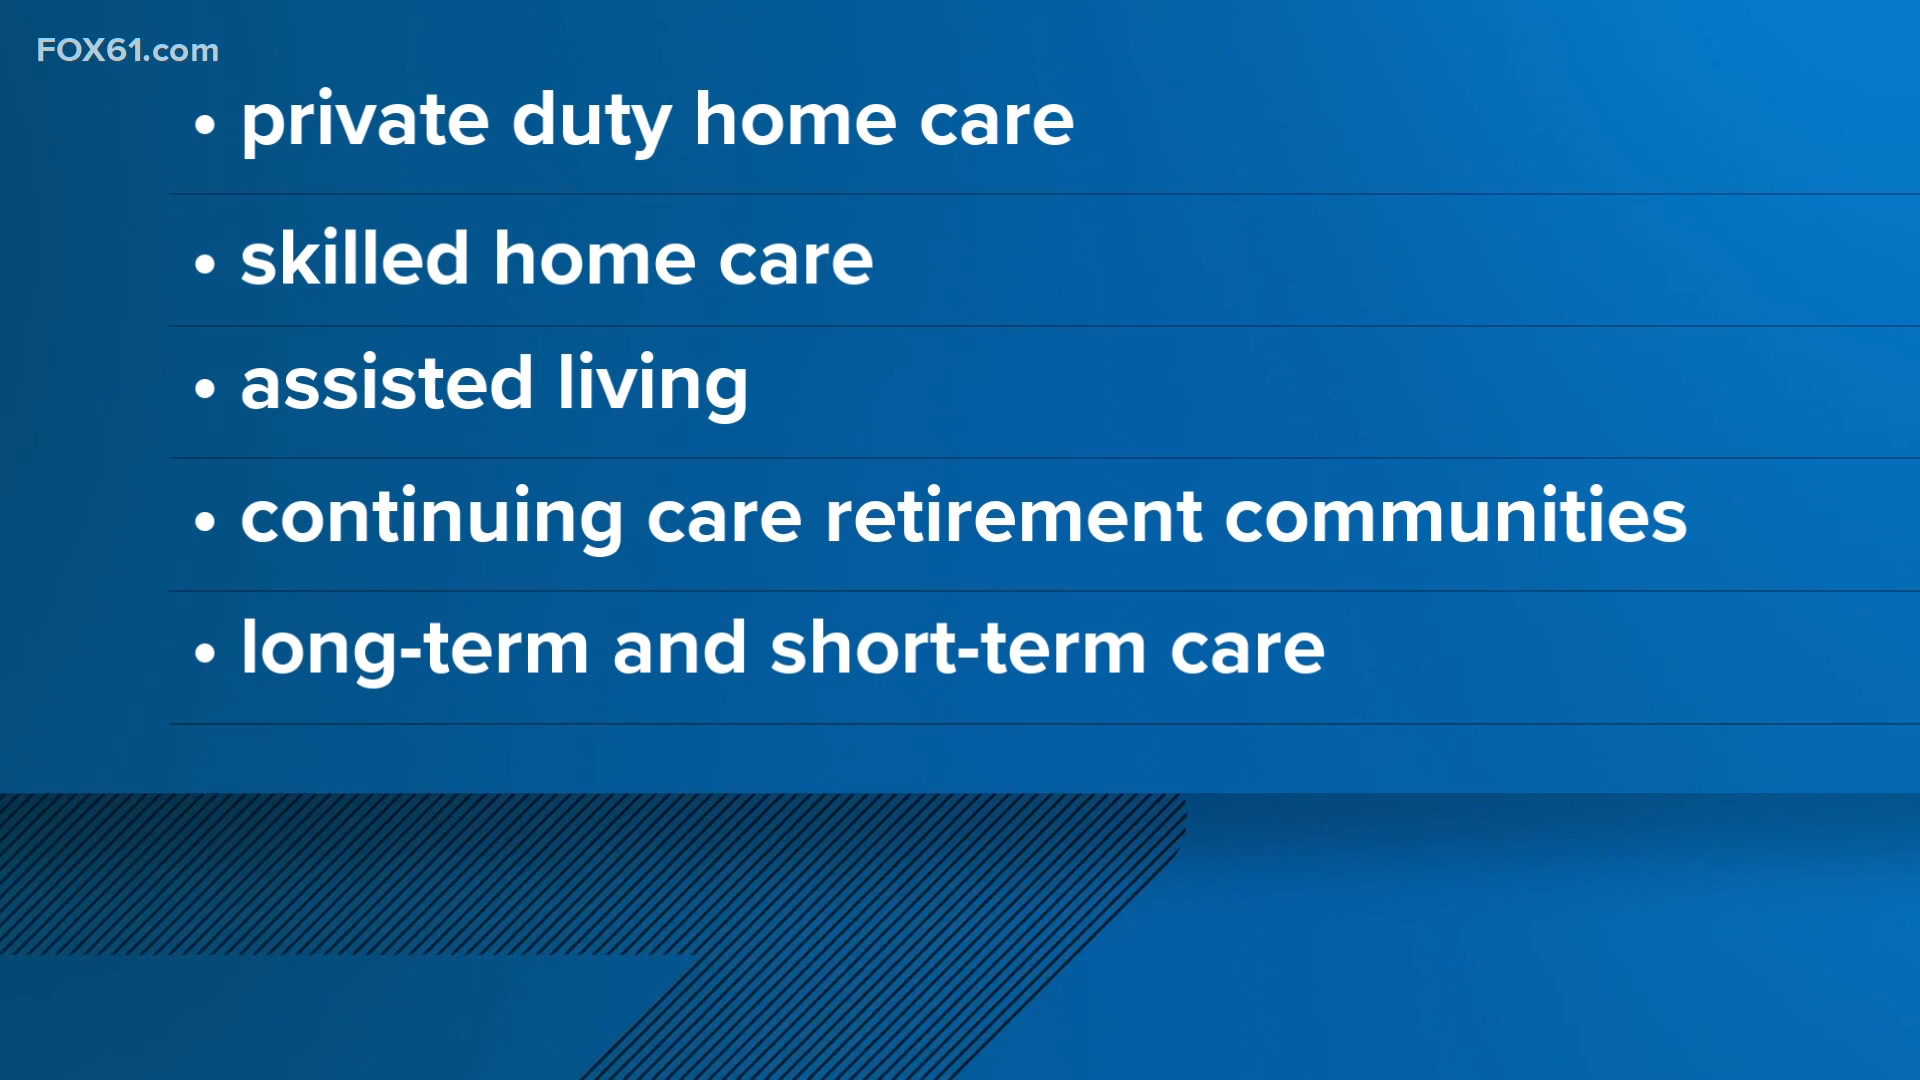 FOX61.com
• private duty home care
• skilled home care
• assisted living
• continuing care retirement communities
• long-term and short-term care